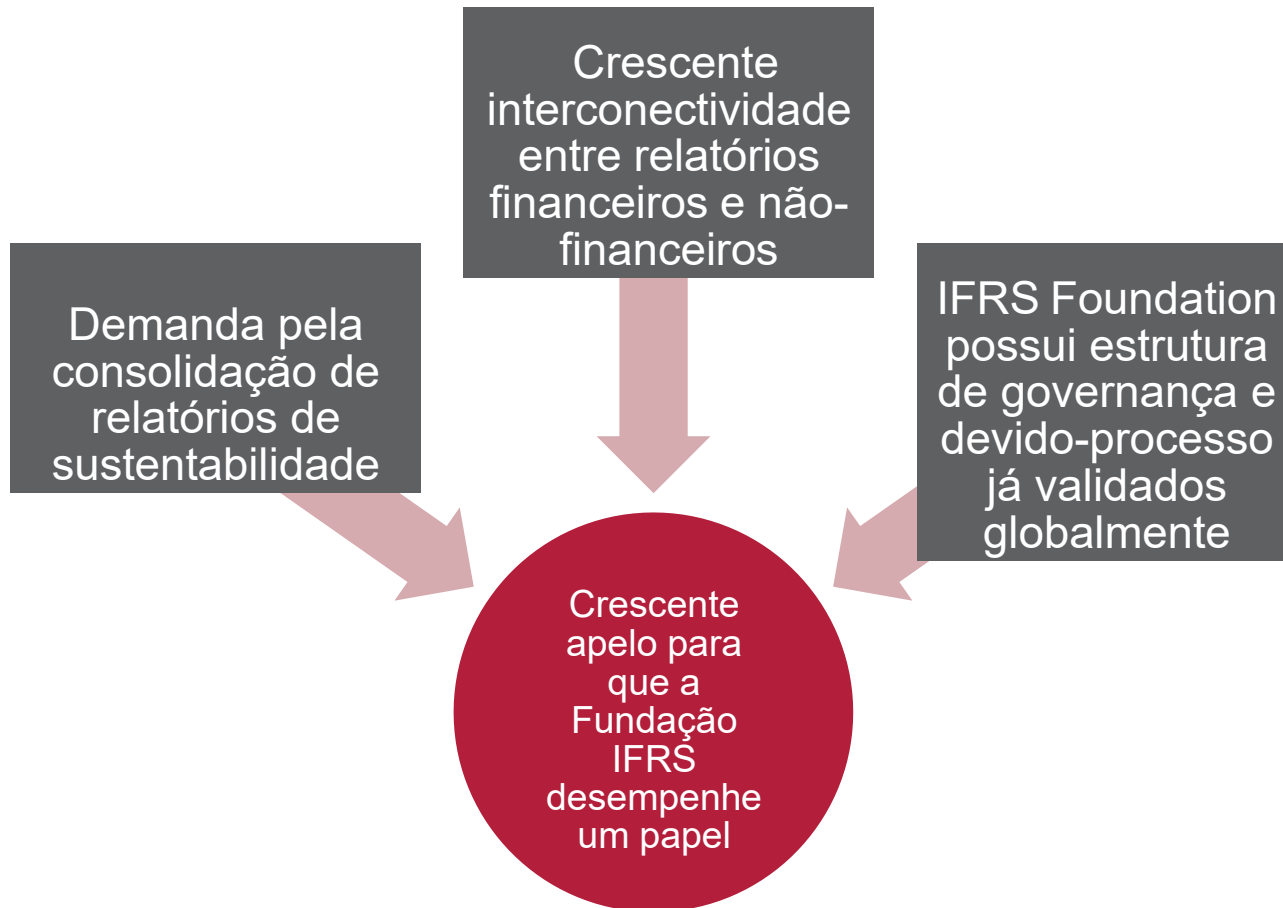 Crescente
interconectividade
entre relatórios
financeiros e não-
financeiros
Demanda pela
consolidação de
relatórios de
sustentabilidade
IFRS Foundation
possui estrutura
de governança e
devido-processo
já validados
globalmente
Crescente
apelo para
que a
Fundação
IFRS
desempenhe
um papel